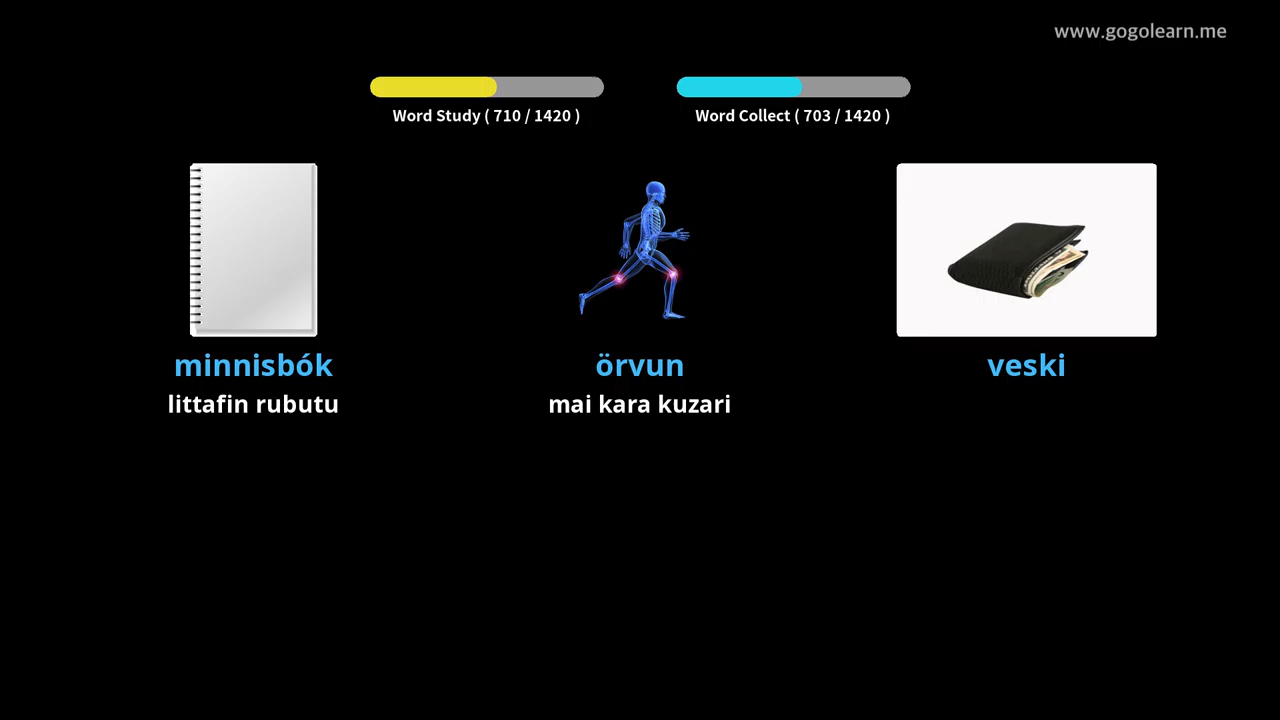 www.gogolearn.me
Word Study ( 710 / 1420 )
Word Collect ( 703 / 1420 )
minnisbók
örvun
veski
littafin rubutu
mai kara kuzari